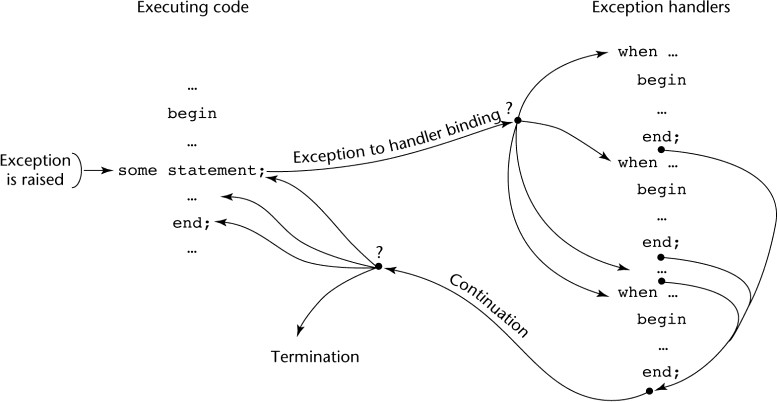 Executing code
Exception handlers
…
begin
…
Exception
is raised
some statement;
…
end;
…
Exception to handler binding
?
when …
begin
…
end;
when …
begin
…
end;
…
when …
begin
…
end;
?
Continuation
Termination